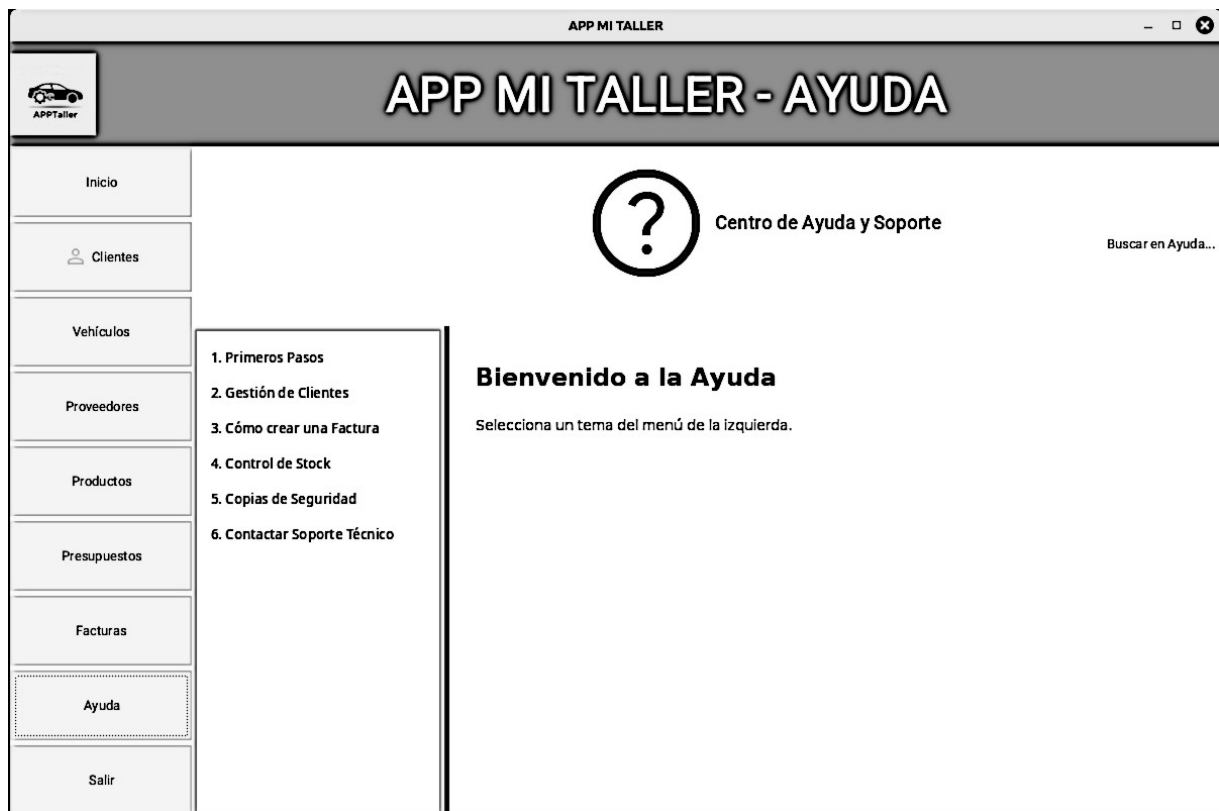 APP MI TALLER
APPTaller
APP MI TALLER - AYUDA
Inicio
Clientes
Vehículos
Proveedores
Productos
Presupuestos
Facturas
Ayuda
Salir
?
Centro de Ayuda y Soporte
Buscar en Ayuda...
1. Primeros Pasos
2. Gestión de Clientes
3. Cómo crear una Factura
4. Control de Stock
5. Copias de Seguridad
6. Contactar Soporte Técnico
Bienvenido a la Ayuda
Selecciona un tema del menú de la izquierda.